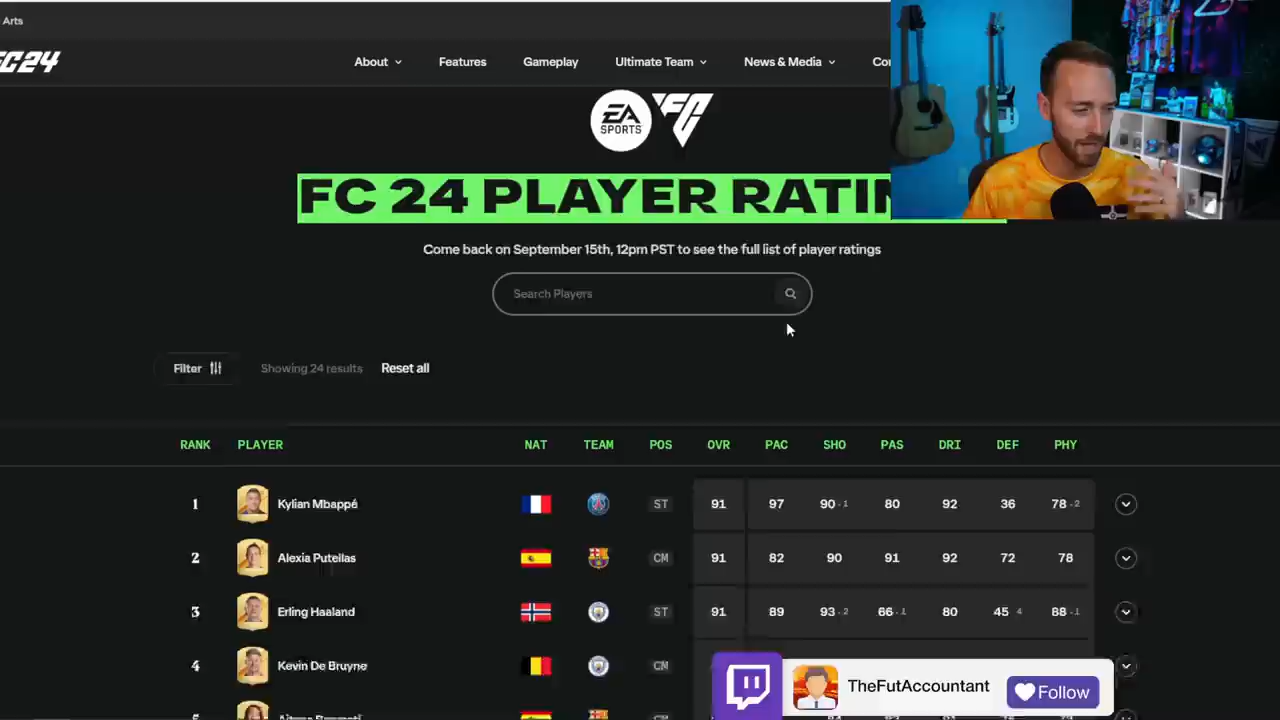 Arts
FC24
About
Features
Gameplay
Ultimate Team
News & Media
EA
SPORTS
FC
FC 24 PLAYER
Come back on September 15th, 12pm PST to see the full list of player ratings
Search Players
Filter
Showing 24 results
Reset all
RANK PLAYER NAT TEAM POS OVR PAC SHO PAS DRI DEF PHY
1 Kylian Mbappé ST 91 97 90 -1 80 92 36 78 -2
2 Alexia Putellas CM 91 82 90 91 92 72 78
3 Erling Haaland ST 91 89 93 -2 66 -1 80 45 4 88 -1
4 Kevin De Bruyne CM
TheFutAccountant
Follow